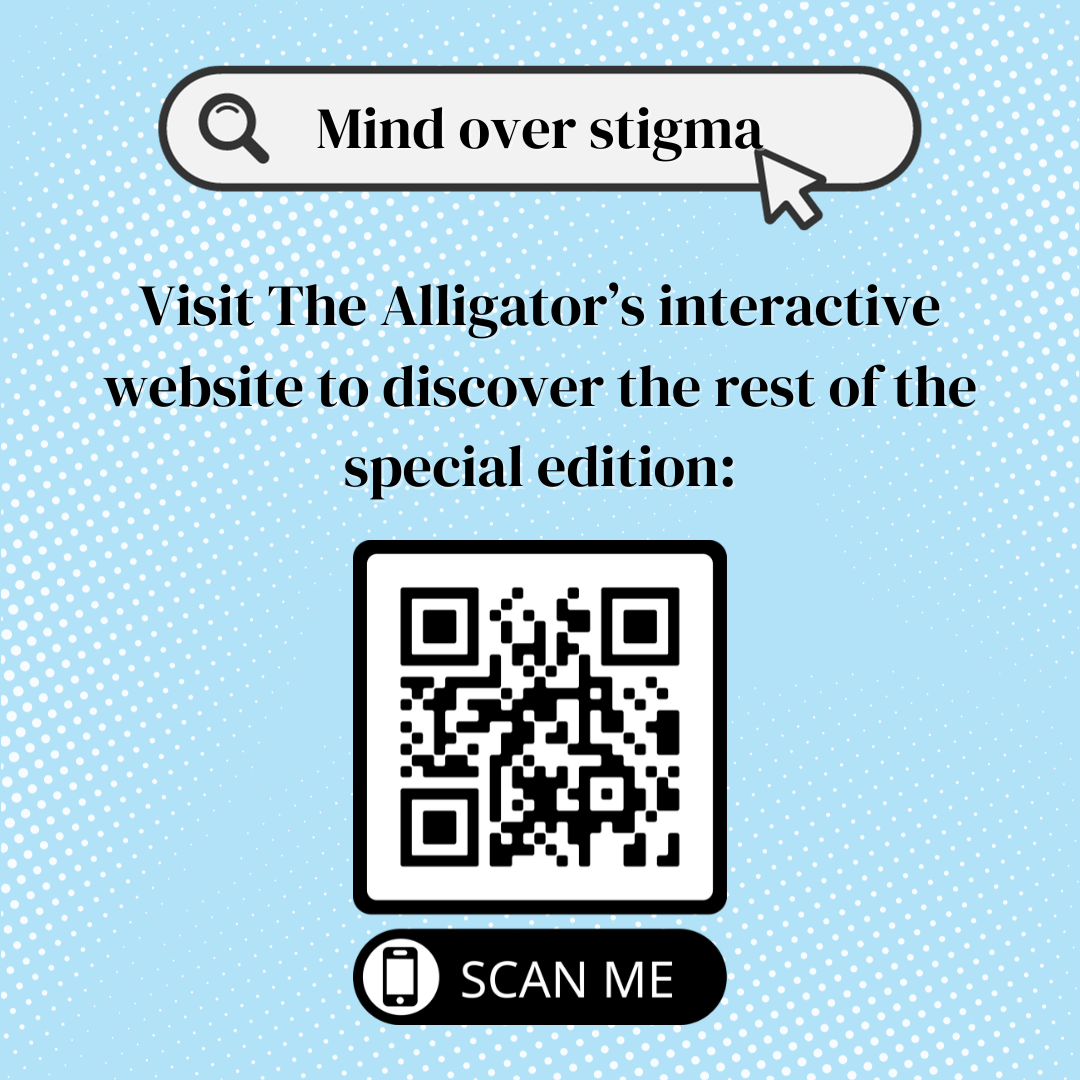 Mind over stigma
Visit The Alligator’s interactive
website to discover the rest of the
special edition:
SCAN ME